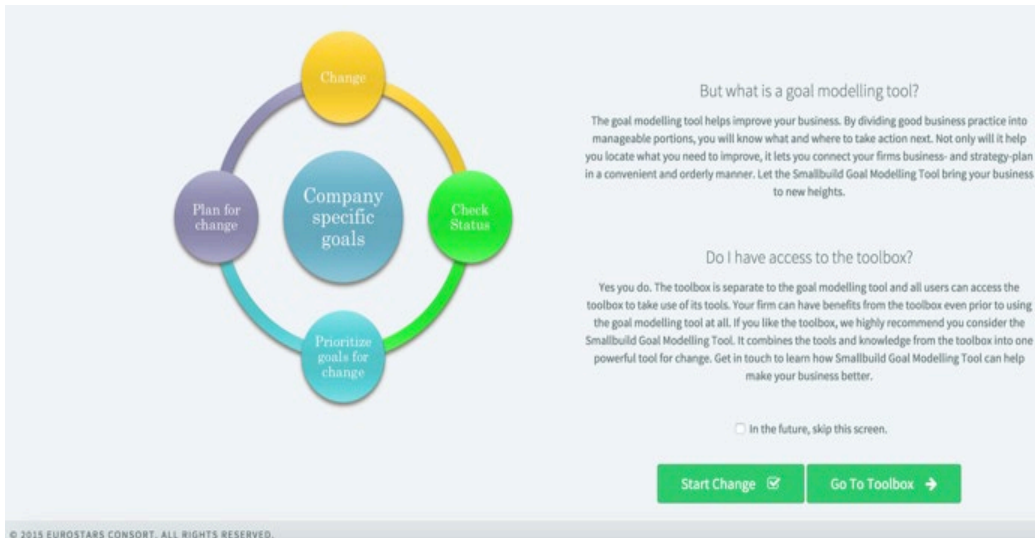 Change
Company
specific
goals
Plan for
change
Check
Status
Prioritize
goals for
change
But what is a goal modelling tool?
The goal modelling tool helps improve your business. By dividing good business practice into
manageable portions, you will know what and where to take action next. Not only will it help
you locate what you need to improve, it lets you connect your firms business- and strategy-plan
in a convenient and orderly manner. Let the Smallbuild Goal Modelling Tool bring your business
to new heights.
Do I have access to the toolbox?
Yes you do. The toolbox is separate to the goal modelling tool and all users can access the
toolbox to take use of its tools. Your firm can have benefits from the toolbox even prior to using
the goal modelling tool at all. If you like the toolbox, we highly recommend you consider the
Smallbuild Goal Modelling Tool. It combines the tools and knowledge from the toolbox into one
powerful tool for change. Get in touch to learn how Smallbuild Goal Modelling Tool can help
make your business better.
In the future, skip this screen.
Start Change
Go To Toolbox
© 2015 EUROSTARS CONSORT. ALL RIGHTS RESERVED.